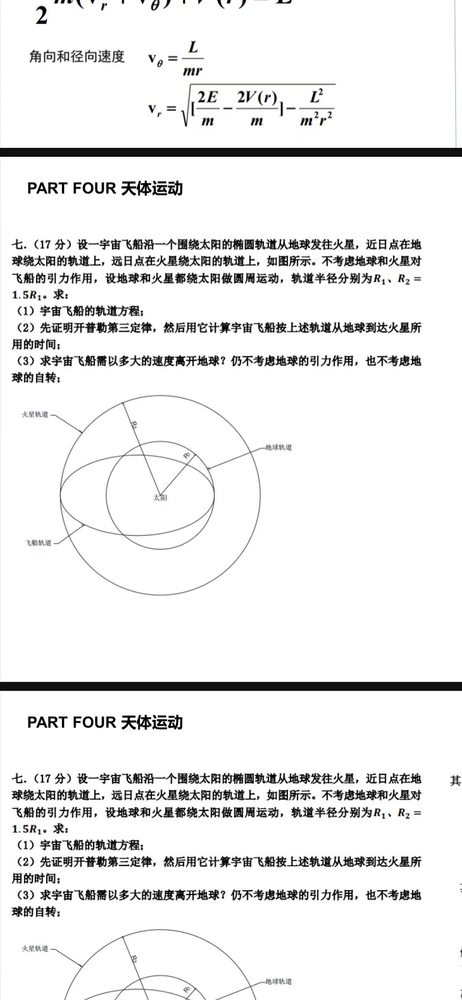 2
角向和径向速度 v_θ = L/(mr)
v_r = √([2E/m − 2V(r)/m] − L²/(m²r²))
PART FOUR 天体运动
七.（17 分）设一宇宙飞船沿一个围绕太阳的椭圆轨道从地球发往火星，近日点在地
球绕太阳的轨道上，远日点在火星绕太阳的轨道上，如图所示。不考虑地球和火星对
飞船的引力作用，设地球和火星都绕太阳做圆周运动，轨道半径分别为R₁、R₂ =
1.5R₁。求：
（1）宇宙飞船的轨道方程；
（2）先证明开普勒第三定律，然后用它计算宇宙飞船按上述轨道从地球到达火星所
用的时间；
（3）求宇宙飞船需以多大的速度离开地球？仍不考虑地球的引力作用，也不考虑地
球的自转；
火星轨道
R₂
地球轨道
R₁
太阳
飞船轨道
PART FOUR 天体运动
七.（17 分）设一宇宙飞船沿一个围绕太阳的椭圆轨道从地球发往火星，近日点在地
其
球绕太阳的轨道上，远日点在火星绕太阳的轨道上，如图所示。不考虑地球和火星对
飞船的引力作用，设地球和火星都绕太阳做圆周运动，轨道半径分别为R₁、R₂ =
1.5R₁。求：
（1）宇宙飞船的轨道方程；
（2）先证明开普勒第三定律，然后用它计算宇宙飞船按上述轨道从地球到达火星所
用的时间；
（3）求宇宙飞船需以多大的速度离开地球？仍不考虑地球的引力作用，也不考虑地
球的自转；
火星轨道
R₂
地球轨道
R₁